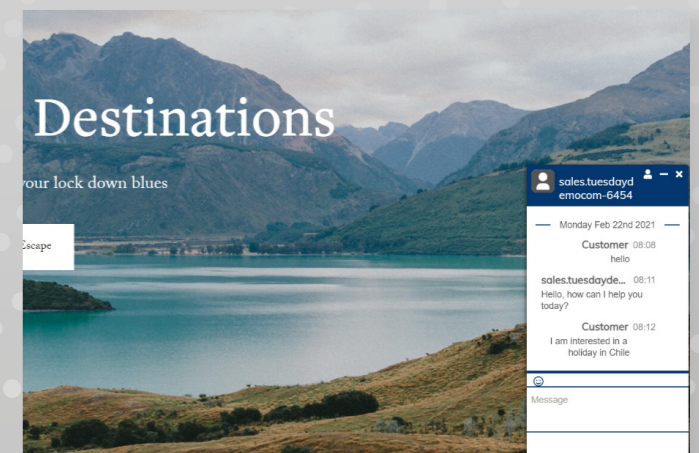 Destinations
your lock down blues
Escape
sales.tuesdayd
emocom-6454
Monday Feb 22nd 2021
Customer 08:08
hello
sales.tuesdayde... 08:11
Hello, how can I help you
today?
Customer 08:12
I am interested in a
holiday in Chile
Message